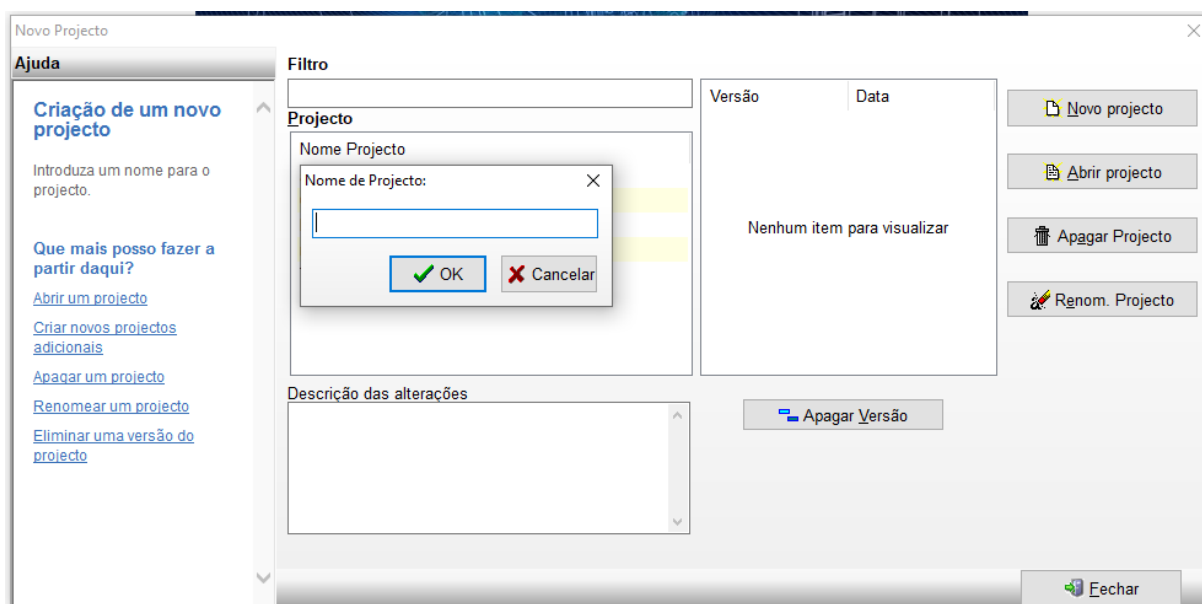 Novo Projecto
Ajuda
Criação de um novo
projecto
Introduza um nome para o
projecto.
Que mais posso fazer a
partir daqui?
Abrir um projecto
Criar novos projectos
adicionais
Apagar um projecto
Renomear um projecto
Eliminar uma versão do
projecto
Filtro
Projecto
Nome Projecto
Nome de Projecto:
OK
Cancelar
Descrição das alterações
Versão Data
Nenhum item para visualizar
Apagar Versão
Novo projecto
Abrir projecto
Apagar Projecto
Renom. Projecto
Fechar